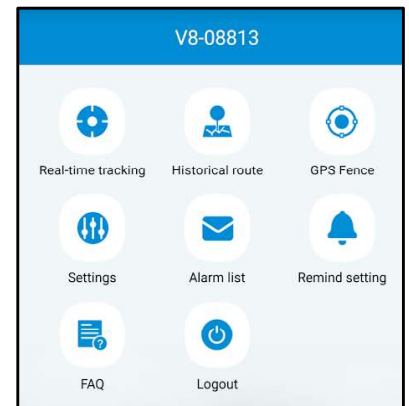 V8-08813
Real-time tracking Historical route GPS Fence
Settings Alarm list Remind setting
FAQ Logout